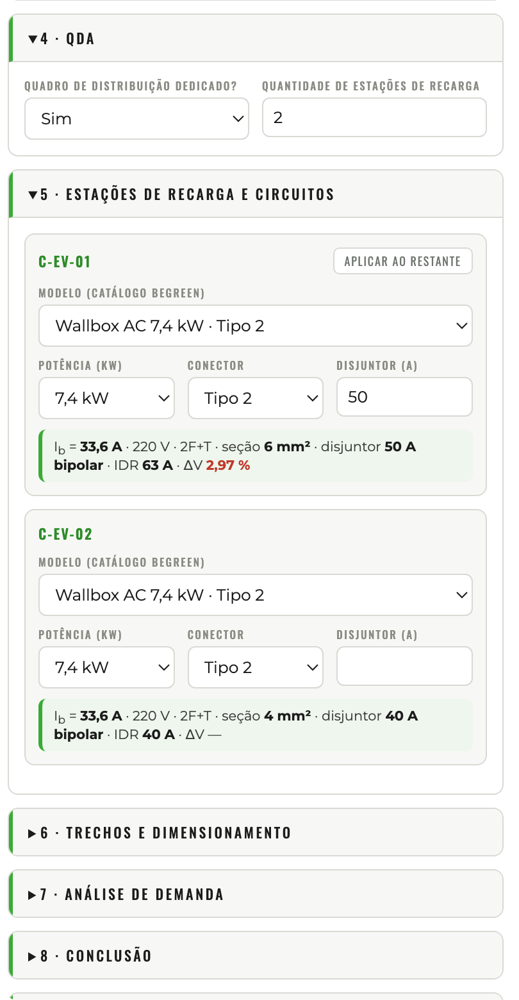 ▼4 · QDA
QUADRO DE DISTRIBUIÇÃO DEDICADO?
QUANTIDADE DE ESTAÇÕES DE RECARGA
Sim
2
▼5 · ESTAÇÕES DE RECARGA E CIRCUITOS
C-EV-01
APLICAR AO RESTANTE
MODELO (CATÁLOGO BEGREEN)
Wallbox AC 7,4 kW · Tipo 2
POTÊNCIA (KW)
CONECTOR
DISJUNTOR (A)
7,4 kW
Tipo 2
50
Ib = 33,6 A · 220 V · 2F+T · seção 6 mm² · disjuntor 50 A
bipolar · IDR 63 A · ΔV 2,97 %
C-EV-02
MODELO (CATÁLOGO BEGREEN)
Wallbox AC 7,4 kW · Tipo 2
POTÊNCIA (KW)
CONECTOR
DISJUNTOR (A)
7,4 kW
Tipo 2
Ib = 33,6 A · 220 V · 2F+T · seção 4 mm² · disjuntor 40 A
bipolar · IDR 40 A · ΔV —
▶6 · TRECHOS E DIMENSIONAMENTO
▶7 · ANÁLISE DE DEMANDA
▶8 · CONCLUSÃO